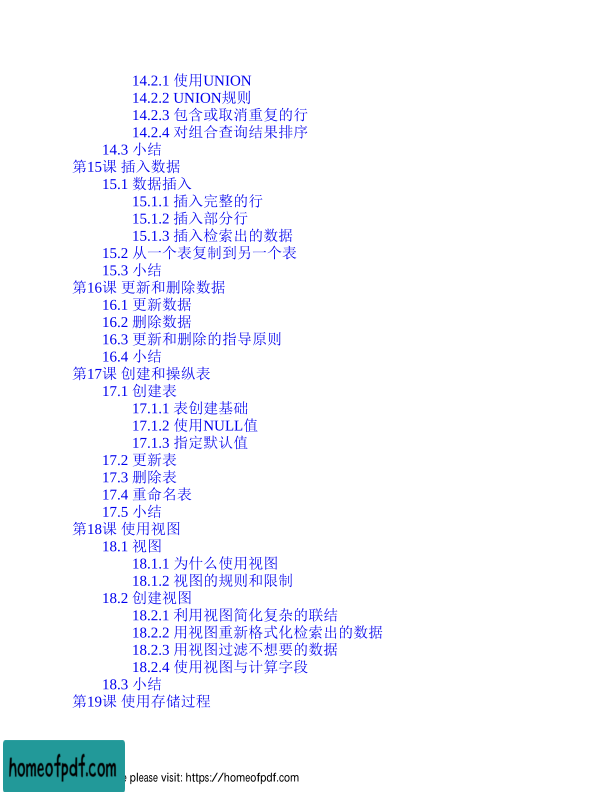 14.2.1 使用UNION
14.2.2 UNION规则
14.2.3 包含或取消重复的行
14.2.4 对组合查询结果排序
14.3 小结
第15课 插入数据
15.1 数据插入
15.1.1 插入完整的行
15.1.2 插入部分行
15.1.3 插入检索出的数据
15.2 从一个表复制到另一个表
15.3 小结
第16课 更新和删除数据
16.1 更新数据
16.2 删除数据
16.3 更新和删除的指导原则
16.4 小结
第17课 创建和操纵表
17.1 创建表
17.1.1 表创建基础
17.1.2 使用NULL值
17.1.3 指定默认值
17.2 更新表
17.3 删除表
17.4 重命名表
17.5 小结
第18课 使用视图
18.1 视图
18.1.1 为什么使用视图
18.1.2 视图的规则和限制
18.2 创建视图
18.2.1 利用视图简化复杂的联结
18.2.2 用视图重新格式化检索出的数据
18.2.3 用视图过滤不想要的数据
18.2.4 使用视图与计算字段
18.3 小结
第19课 使用存储过程
homeofpdf.com
please visit: https://homeofpdf.com